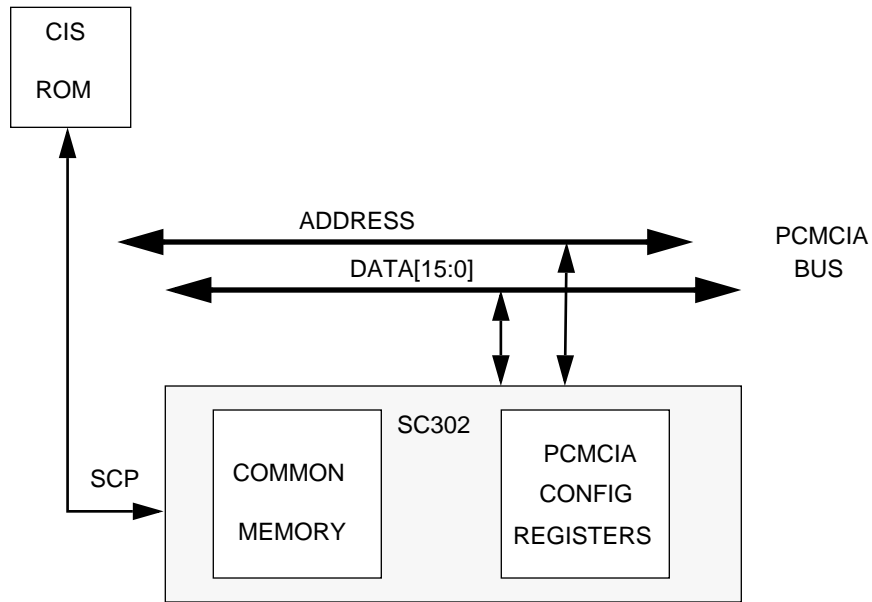 CIS
ROM
ADDRESS
PCMCIA
BUS
DATA[15:0]
SC302
SCP
COMMON
MEMORY
PCMCIA
CONFIG
REGISTERS